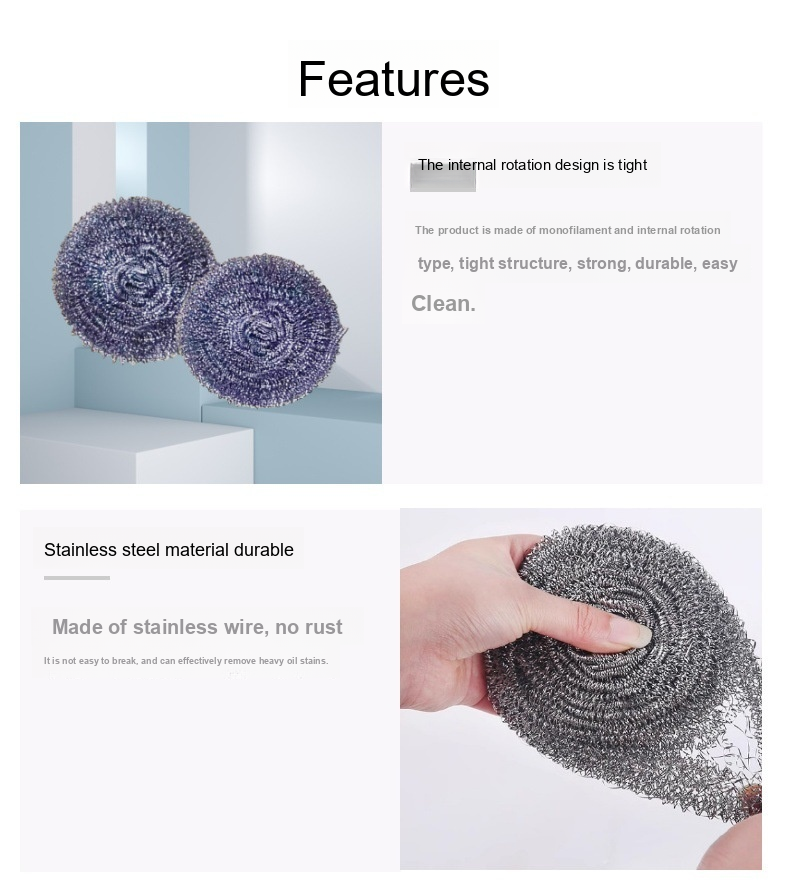 Features
The internal rotation design is tight
The product is made of monofilament and internal rotation
type, tight structure, strong, durable, easy
Clean.
Stainless steel material durable
Made of stainless wire, no rust
It is not easy to break, and can effectively remove heavy oil stains.